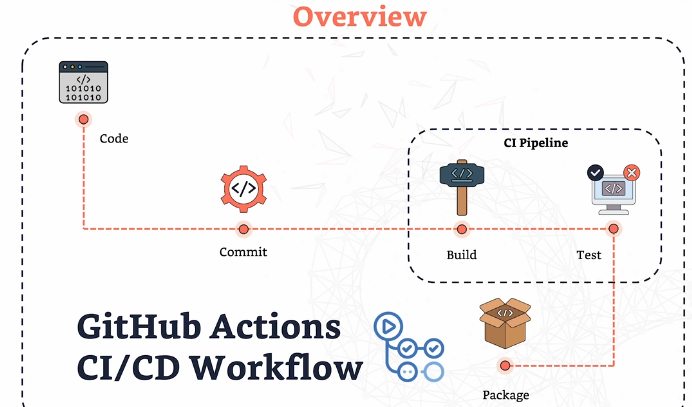 Overview
</>
101010
101010
Code
CI Pipeline
</>
</>
</>
</>
Commit
Build
Test
GitHub Actions
CI/CD Workflow
</>
Package